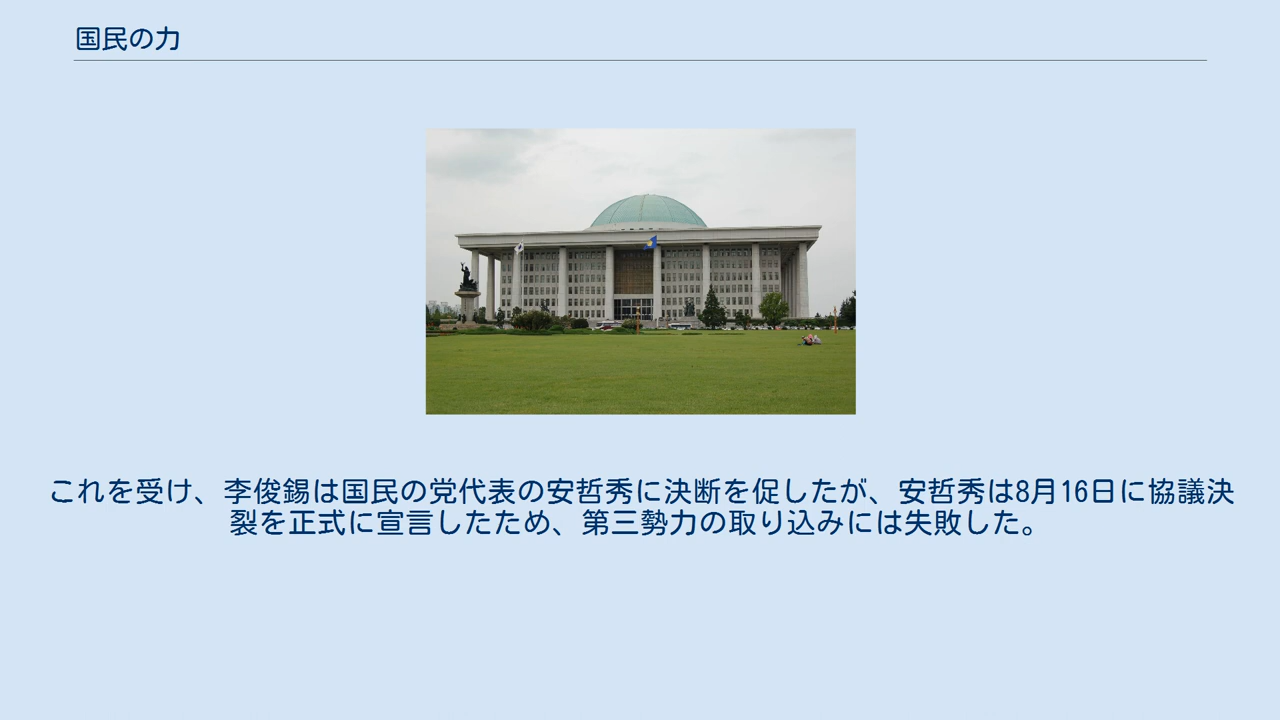 国民の力
これを受け、李俊錫は国民の党代表の安哲秀に決断を促したが、安哲秀は8月16日に協議決
裂を正式に宣言したため、第三勢力の取り込みには失敗した。